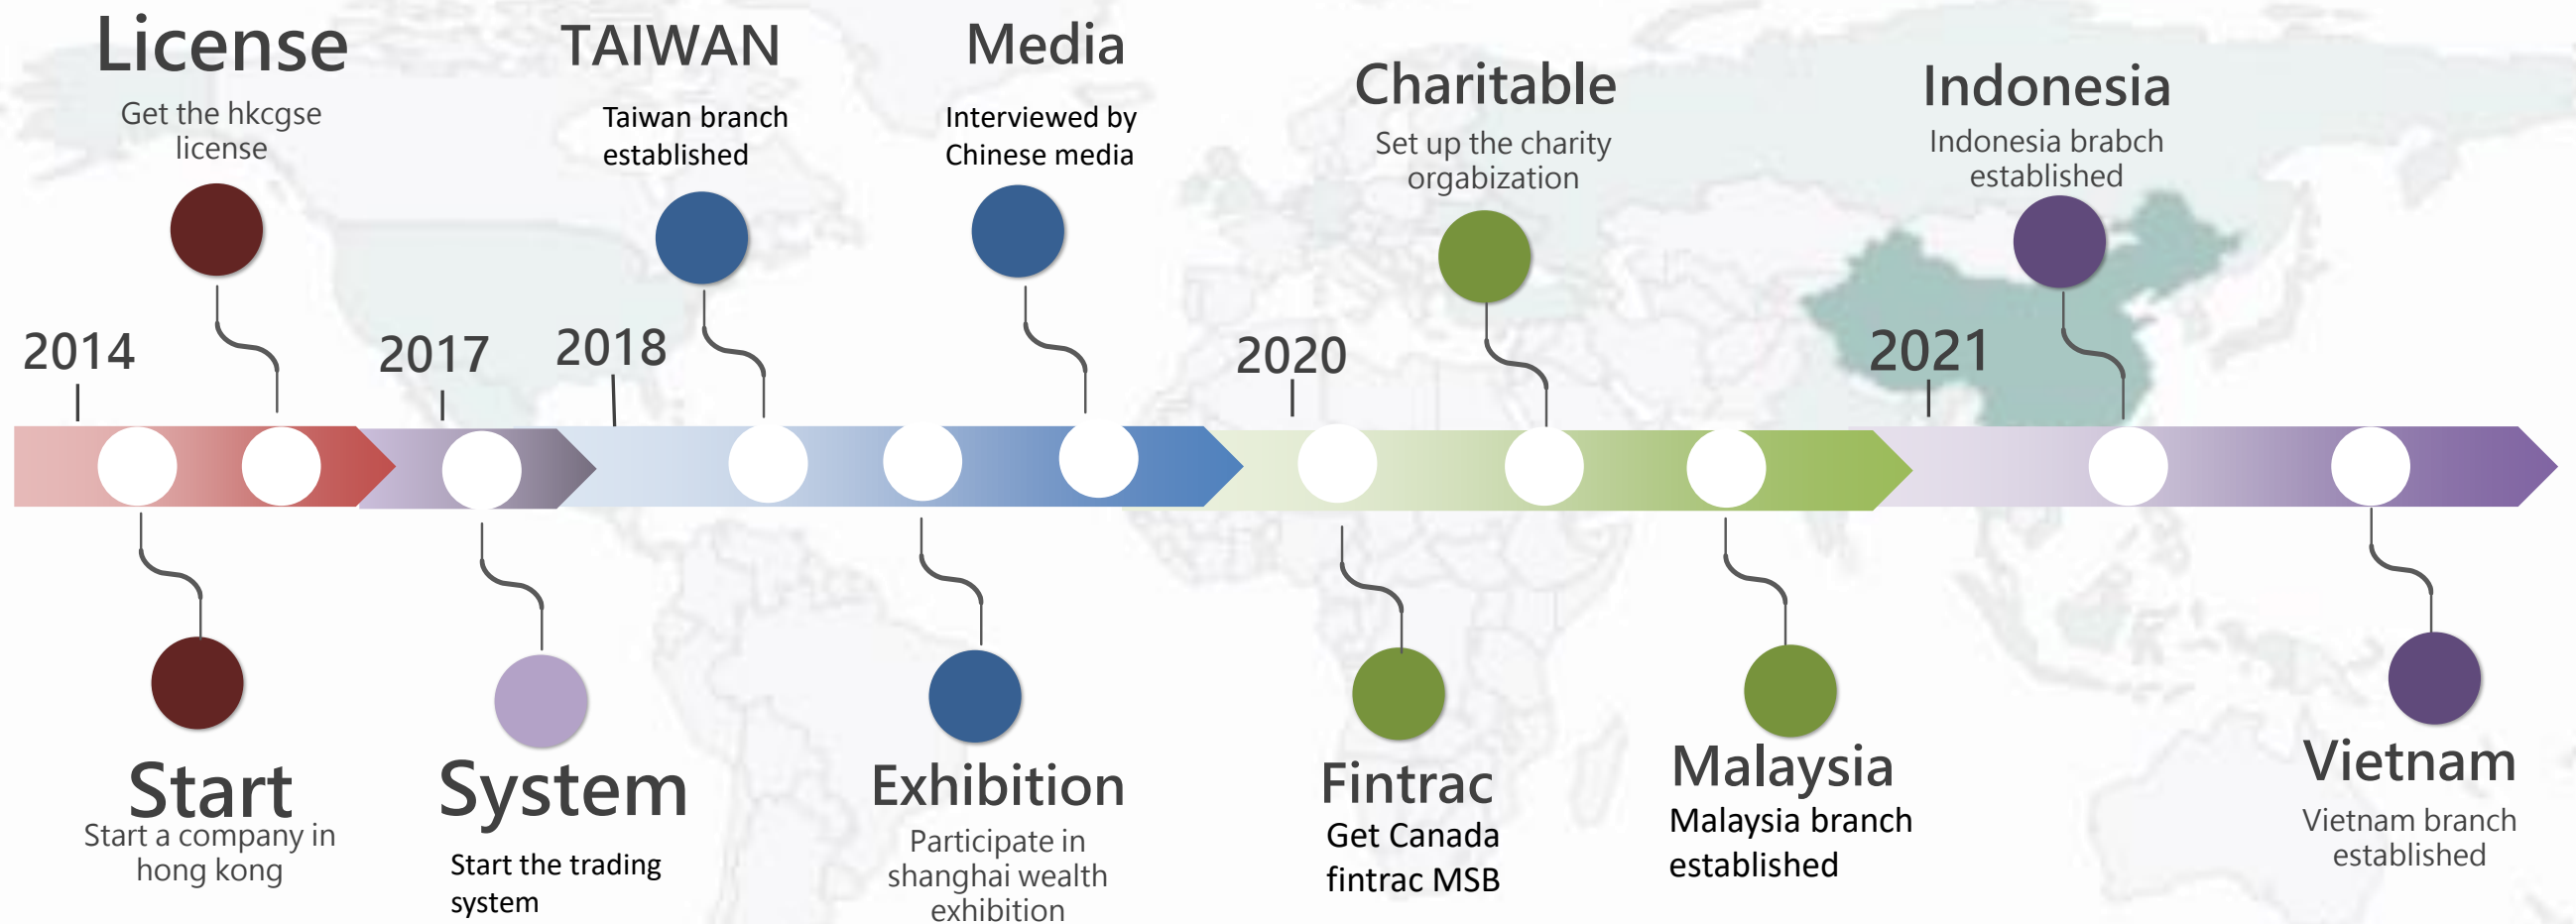 License
Get the hkcgse
license
TAIWAN
Taiwan branch
established
Media
Interviewed by
Chinese media
Charitable
Set up the charity
orgabization
Indonesia
Indonesia brabch
established
2014
2017
2018
2020
2021
Start
Start a company in
hong kong
System
Start the trading
system
Exhibition
Participate in
shanghai wealth
exhibition
Fintrac
Get Canada
fintrac MSB
Malaysia
Malaysia branch
established
Vietnam
Vietnam branch
established